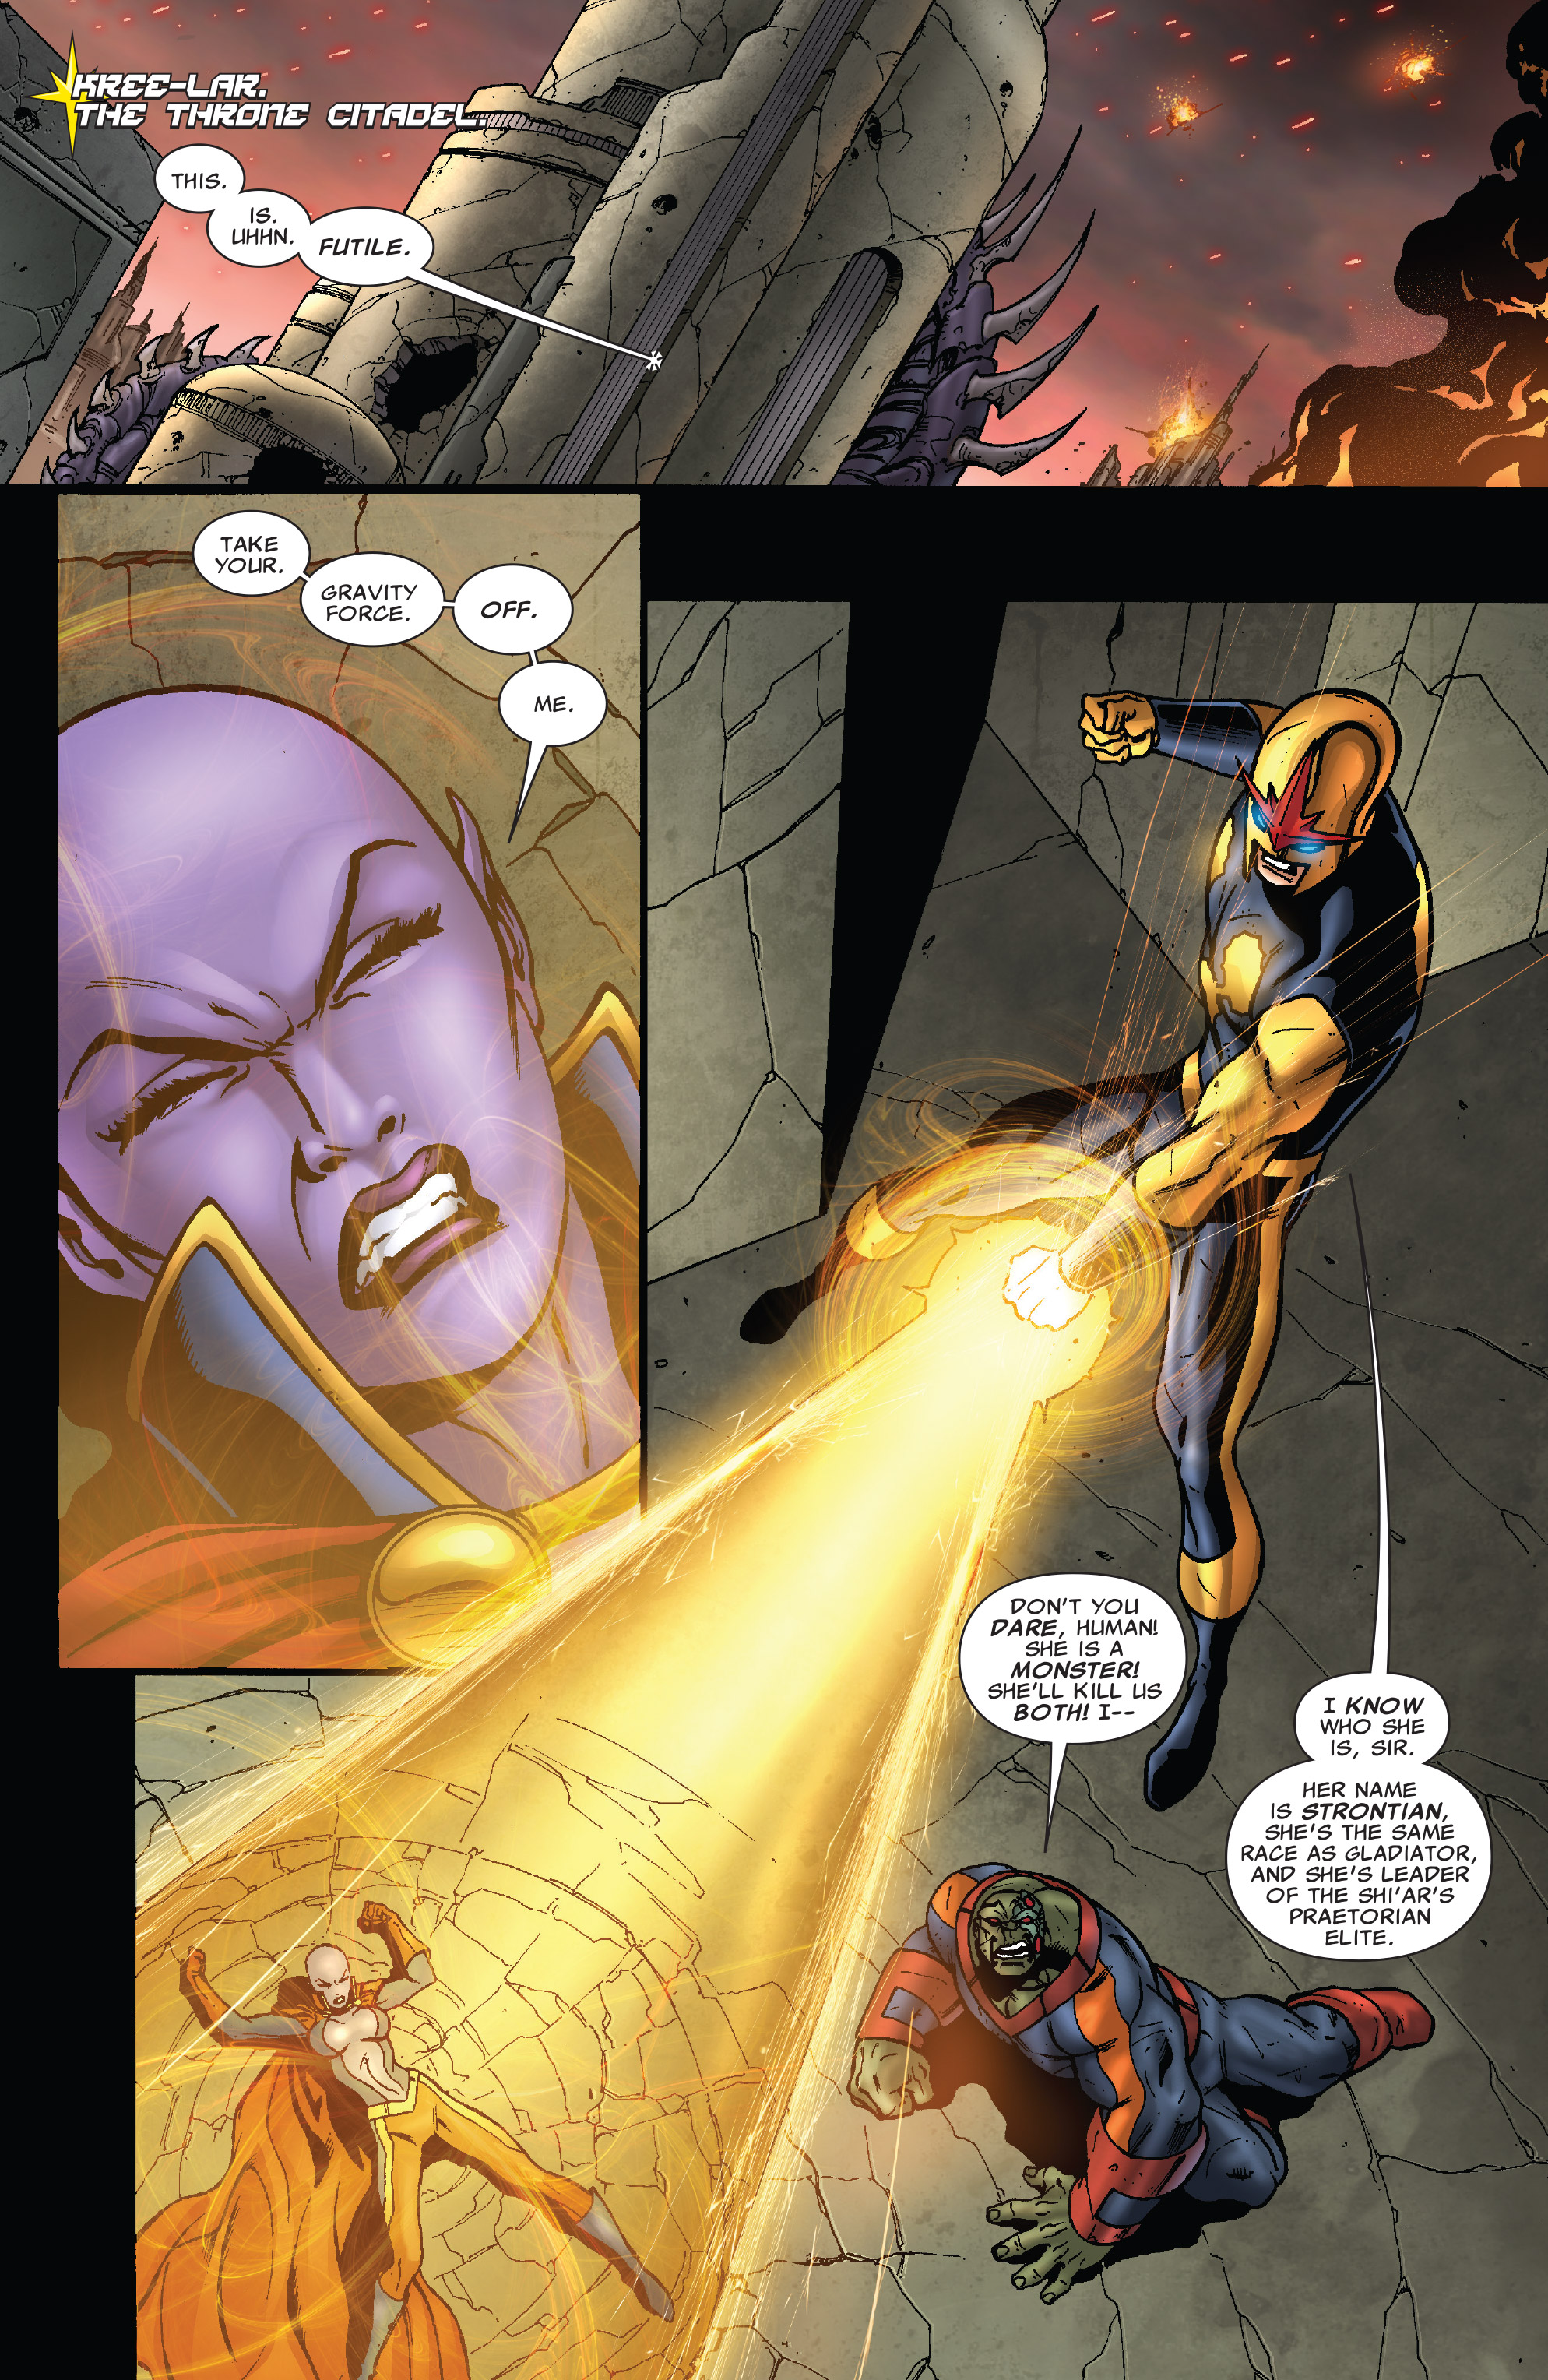 KREE-LAR.
THE THRONE CITADEL.
THIS.
IS.
UHHN.
FUTILE.
TAKE
YOUR.
GRAVITY
FORCE.
OFF.
ME.
DON'T YOU
DARE, HUMAN!
SHE IS A
MONSTER!
SHE'LL KILL US
BOTH! I--
I KNOW
WHO SHE
IS, SIR.
HER NAME
IS STRONTIAN,
SHE'S THE SAME
RACE AS GLADIATOR,
AND SHE'S LEADER
OF THE SHI'AR'S
PRAETORIAN
ELITE.